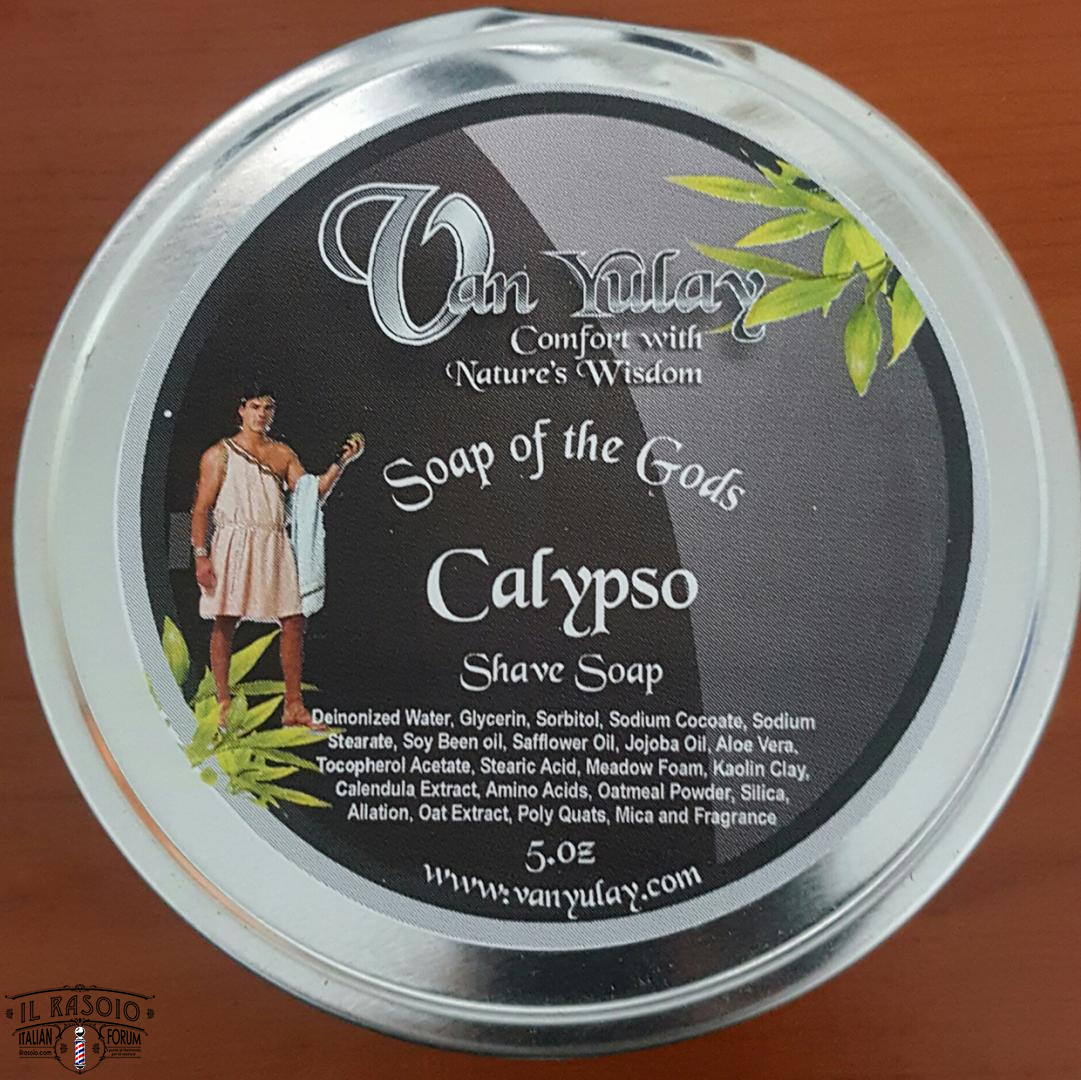 Van Yulay
Comfort with
Nature's Wisdom
Soap of the Gods
Calypso
Shave Soap
Deinonized Water, Glycerin, Sorbitol, Sodium Cocoate, Sodium
Stearate, Soy Been oil, Safflower Oil, Jojoba Oil, Aloe Vera,
Tocopherol Acetate, Stearic Acid, Meadow Foam, Kaolin Clay,
Calendula Extract, Amino Acids, Oatmeal Powder, Silica,
Allation, Oat Extract, Poly Quats, Mica and Fragrance
5.oz
www.vanyulay.com
IL RASOIO
ITALIAN FORUM
ilrasoio.com